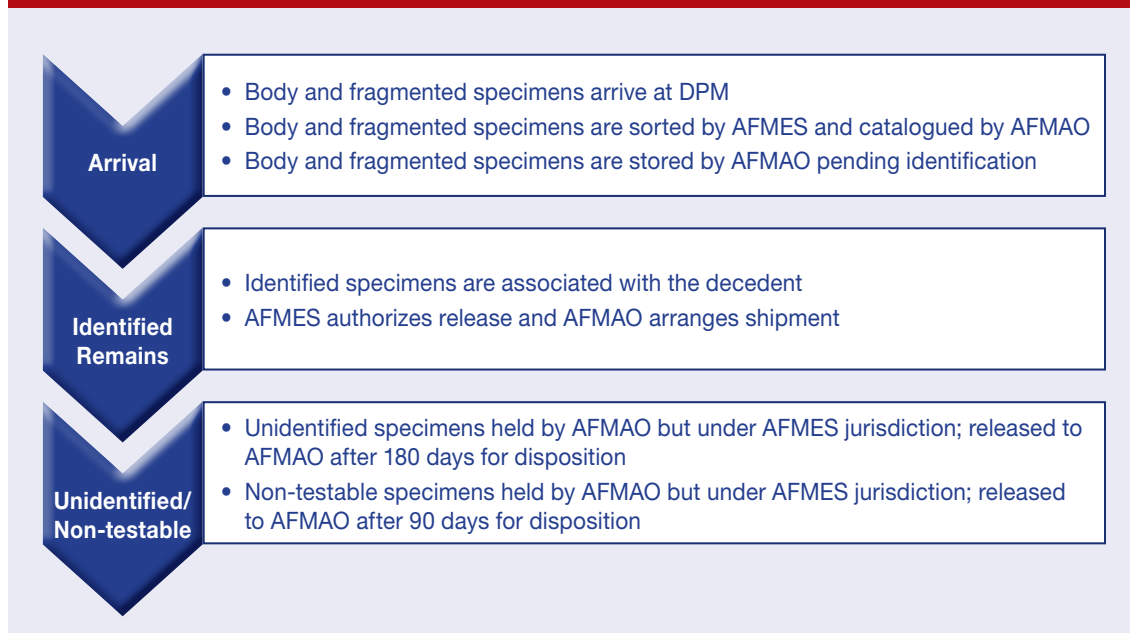 Arrival
• Body and fragmented specimens arrive at DPM
• Body and fragmented specimens are sorted by AFMES and catalogued by AFMAO
• Body and fragmented specimens are stored by AFMAO pending identification
Identified
Remains
• Identified specimens are associated with the decedent
• AFMES authorizes release and AFMAO arranges shipment
Unidentified/
Non-testable
• Unidentified specimens held by AFMAO but under AFMES jurisdiction; released to
AFMAO after 180 days for disposition
• Non-testable specimens held by AFMAO but under AFMES jurisdiction; released
to AFMAO after 90 days for disposition